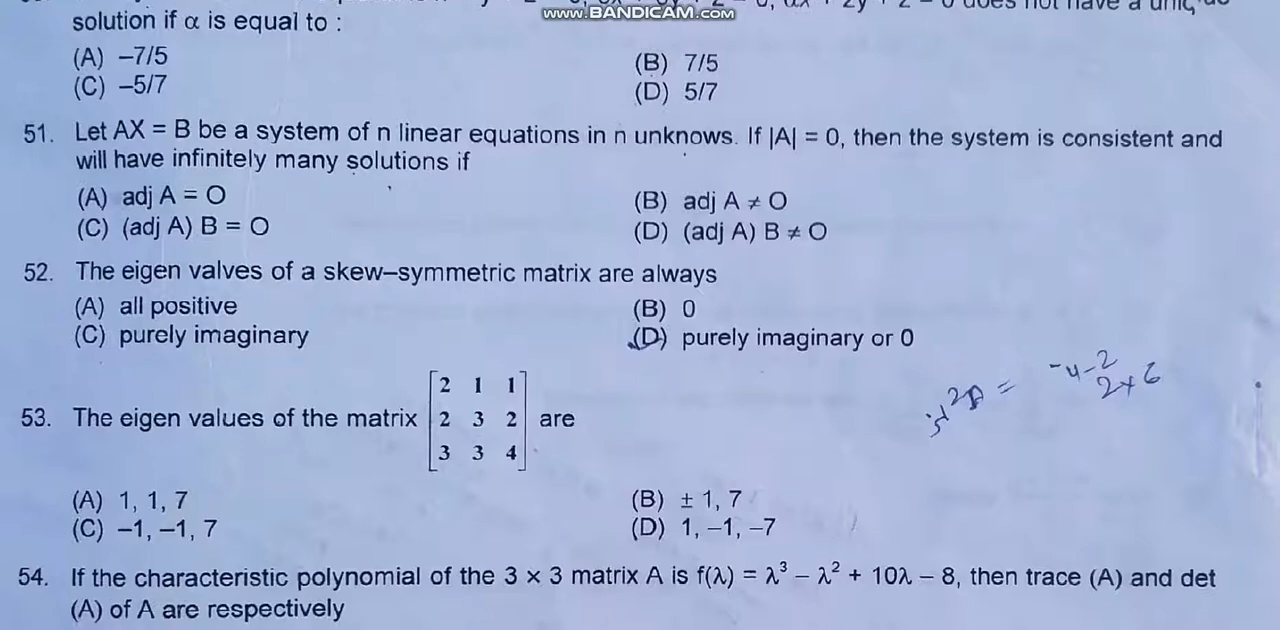 WWW.BANDICAM.COM
solution if α is equal to :
(A) –7/5 (B) 7/5
(C) –5/7 (D) 5/7
51. Let AX = B be a system of n linear equations in n unknows. If |A| = 0, then the system is consistent and
will have infinitely many solutions if
(A) adj A = O (B) adj A ≠ O
(C) (adj A) B = O (D) (adj A) B ≠ O
52. The eigen valves of a skew–symmetric matrix are always
(A) all positive (B) 0
(C) purely imaginary (D) purely imaginary or 0
53. The eigen values of the matrix [2 1 1; 2 3 2; 3 3 4] are
(A) 1, 1, 7 (B) ± 1, 7
(C) –1, –1, 7 (D) 1, –1, –7
54. If the characteristic polynomial of the 3 × 3 matrix A is f(λ) = λ³ – λ² + 10λ – 8, then trace (A) and det
(A) of A are respectively